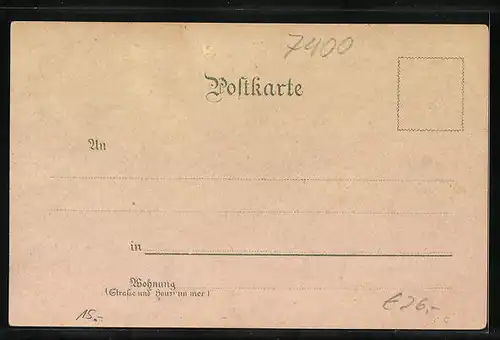 7400
Postkarte
An
in
Wohnung
(Straße und Hausnummer)
15.-
€26.-